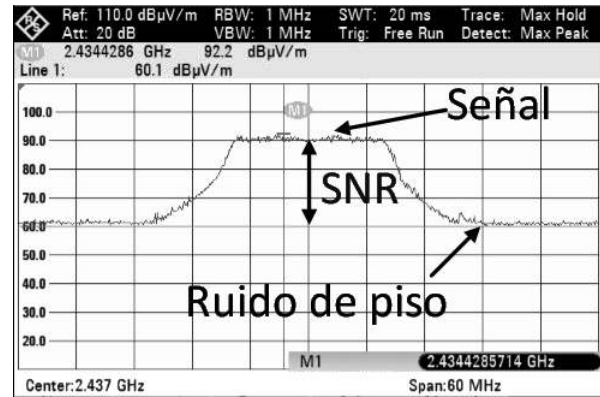 Ref: 110.0 dBµV/m RBW: 1 MHz SWT: 20 ms Trace: Max Hold
Att: 20 dB VBW: 1 MHz Trig: Free Run Detect: Max Peak
M1 2.4344286 GHz 92.2 dBµV/m
Line 1: 60.1 dBµV/m
M1
Señal
100.0
90.0
80.0
70.0
SNR
60.0
50.0
40.0
Ruido de piso
30.0
20.0
M1 2.4344285714 GHz
Center:2.437 GHz Span:60 MHz